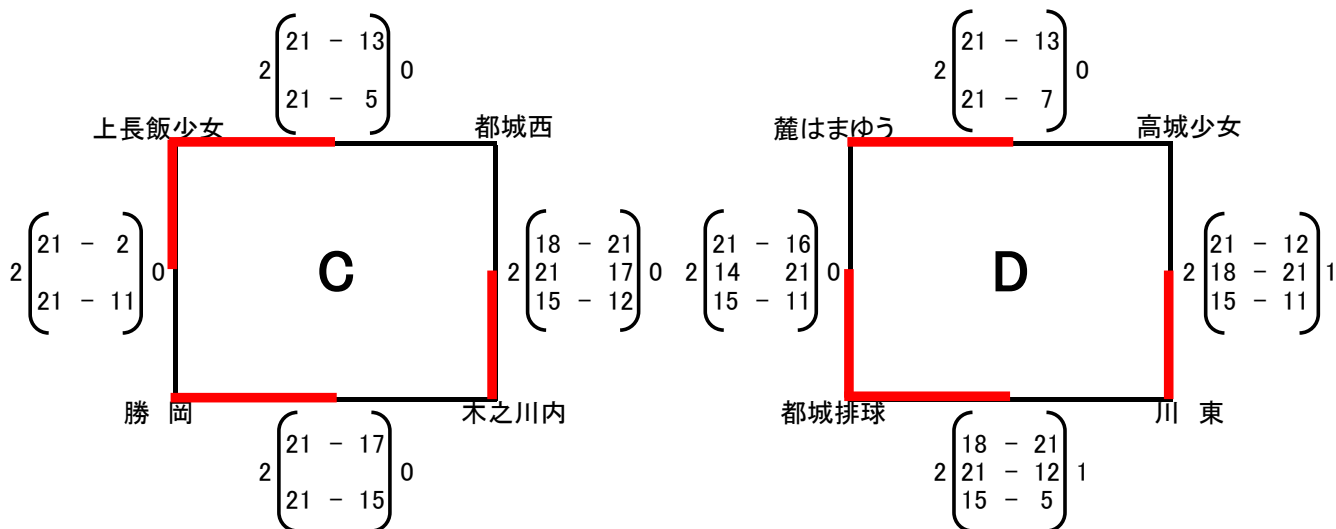 21 - 13
2 0
21 - 5
上長飯少女 都城西
21 - 2
2 0
21 - 11
C
18 - 21
2 21 17 0
15 - 12
勝 岡 木之川内
21 - 17
2 0
21 - 15
21 - 13
2 0
21 - 7
麓はまゆう 高城少女
21 - 16
2 14 21 0
15 - 11
D
21 - 12
2 18 - 21 1
15 - 11
都城排球 川 東
18 - 21
2 21 - 12 1
15 - 5